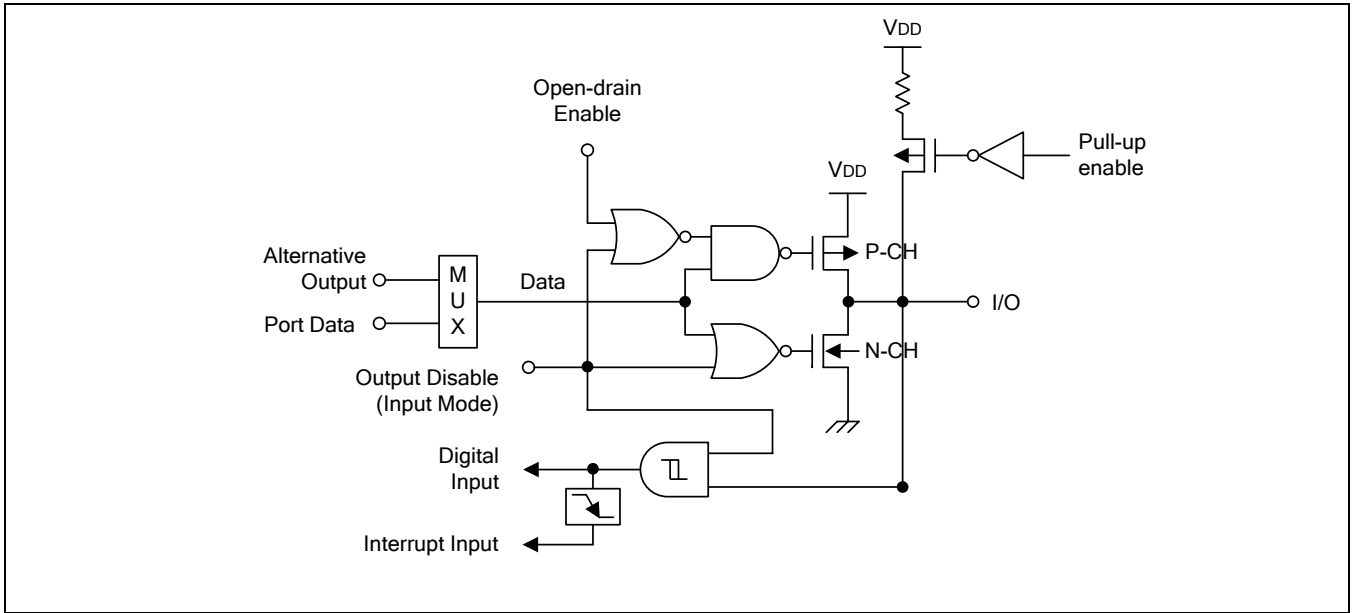 VDD
Open-drain
Enable
Pull-up
enable
VDD
Alternative
Output
M
U
X
Data
P-CH
I/O
Port Data
N-CH
Output Disable
(Input Mode)
Digital
Input
Interrupt Input